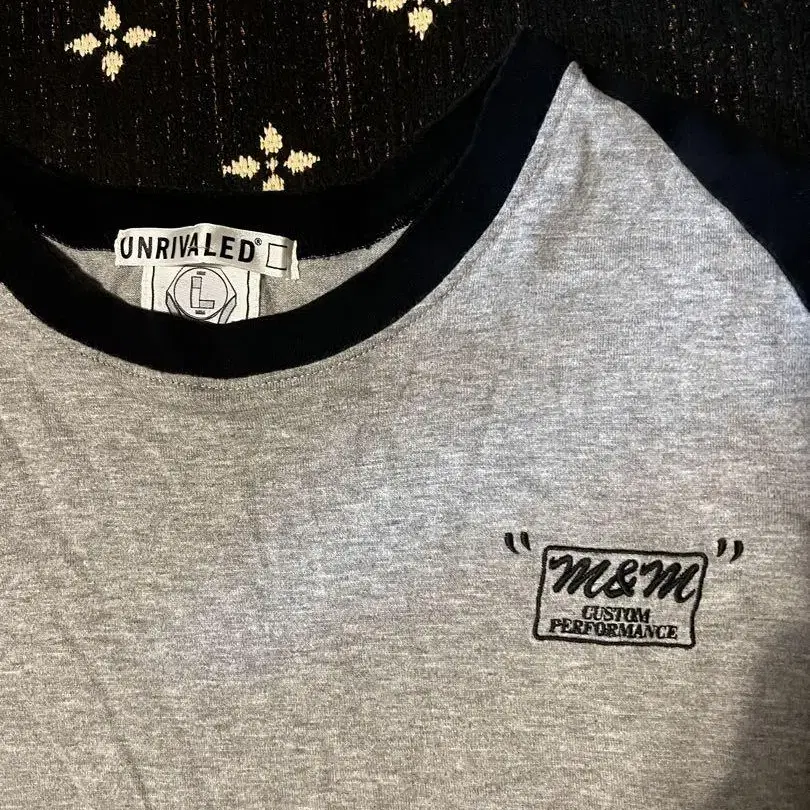 UNRIVALED®
L
"M&M"
CUSTOM
PERFORMANCE